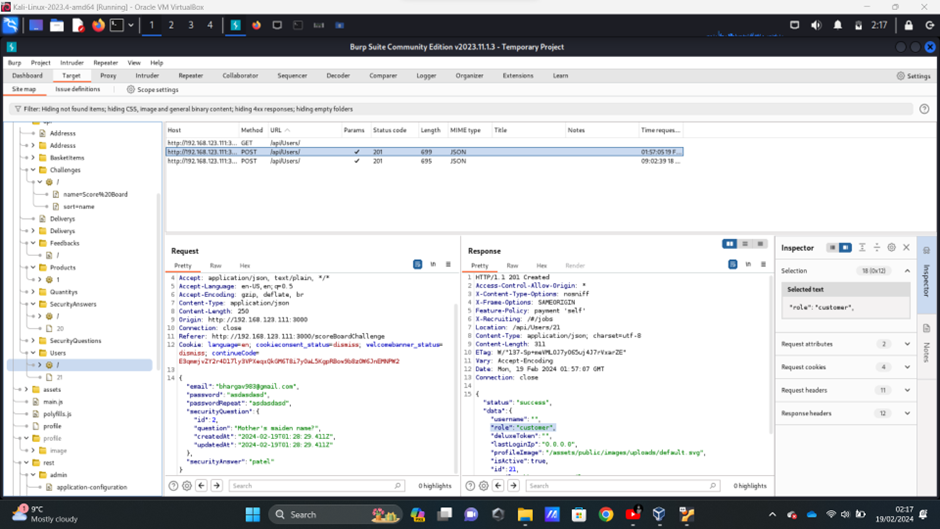 Kali-Linux-2023.4-amd64 [Running] - Oracle VM VirtualBox
1 2 3 4
2:17
Burp Suite Community Edition v2023.11.1.3 - Temporary Project
Burp Project Intruder Repeater View Help
Dashboard Target Proxy Intruder Repeater Collaborator Sequencer Decoder Comparer Logger Organizer Extensions Learn
Settings
Site map Issue definitions Scope settings
Filter: Hiding not found items; hiding CSS, image and general binary content; hiding 4xx responses; hiding empty folders
Addresss
Addresss
BasketItems
Challenges
/
name=Score%20Board
sort=name
Deliverys
Deliverys
Feedbacks
/
Products
1
Quantitys
SecurityAnswers
/
20
SecurityQuestions
Users
/
21
assets
main.js
polyfills.js
profile
profile
image
rest
admin
application-configuration
Host Method URL Params Status code Length MIME type Title Notes Time reques...
http://192.168.123.111:3... GET /api/Users/
http://192.168.123.111:3... POST /api/Users/ 201 699 JSON 01:57:05 19 F...
http://192.168.123.111:3... POST /api/Users/ 201 695 JSON 09:02:39 18 ...
Request
Pretty Raw Hex
4 Accept: application/json, text/plain, */*
5 Accept-Language: en-US,en;q=0.5
6 Accept-Encoding: gzip, deflate, br
7 Content-Type: application/json
8 Content-Length: 250
9 Origin: http://192.168.123.111:3000
10 Connection: close
11 Referer: http://192.168.123.111:3000/scoreBoardChallenge
12 Cookie: language=en; cookieconsent_status=dismiss; welcomebanner_status=
dismiss; continueCode=
13
14 {
"email":"bhargav983@gmail.com",
"password":"asdasdasd",
"passwordRepeat":"asdasdasd",
"securityQuestion":{
"id":2,
"question":"Mother's maiden name?",
"createdAt":"2024-02-19T01:28:29.411Z",
"updatedAt":"2024-02-19T01:28:29.411Z"
},
"securityAnswer":"patel"
}
Search
0 highlights
Response
Pretty Raw Hex Render
1 HTTP/1.1 201 Created
2 Access-Control-Allow-Origin: *
3 X-Content-Type-Options: nosniff
4 X-Frame-Options: SAMEORIGIN
5 Feature-Policy: payment 'self'
6 X-Recruiting: /#/jobs
7 Location: /api/Users/21
8 Content-Type: application/json; charset=utf-8
9 Content-Length: 311
10 ETag:
11 Vary: Accept-Encoding
12 Date: Mon, 19 Feb 2024 01:57:07 GMT
13 Connection: close
14
15 {
"status":"success",
"data":{
"username":"",
"role":"customer",
"deluxeToken":"",
"lastLoginIp":"0.0.0.0",
"profileImage":"/assets/public/images/uploads/default.svg",
"isActive":true,
"id":21,
Search
0 highlights
Inspector
Selection 18 (0x12)
Selected text
"role":"customer",
Request attributes 2
Request cookies 4
Request headers 11
Response headers 12
Inspector
Notes
9°C
Mostly cloudy
Search
02:17
19/02/2024